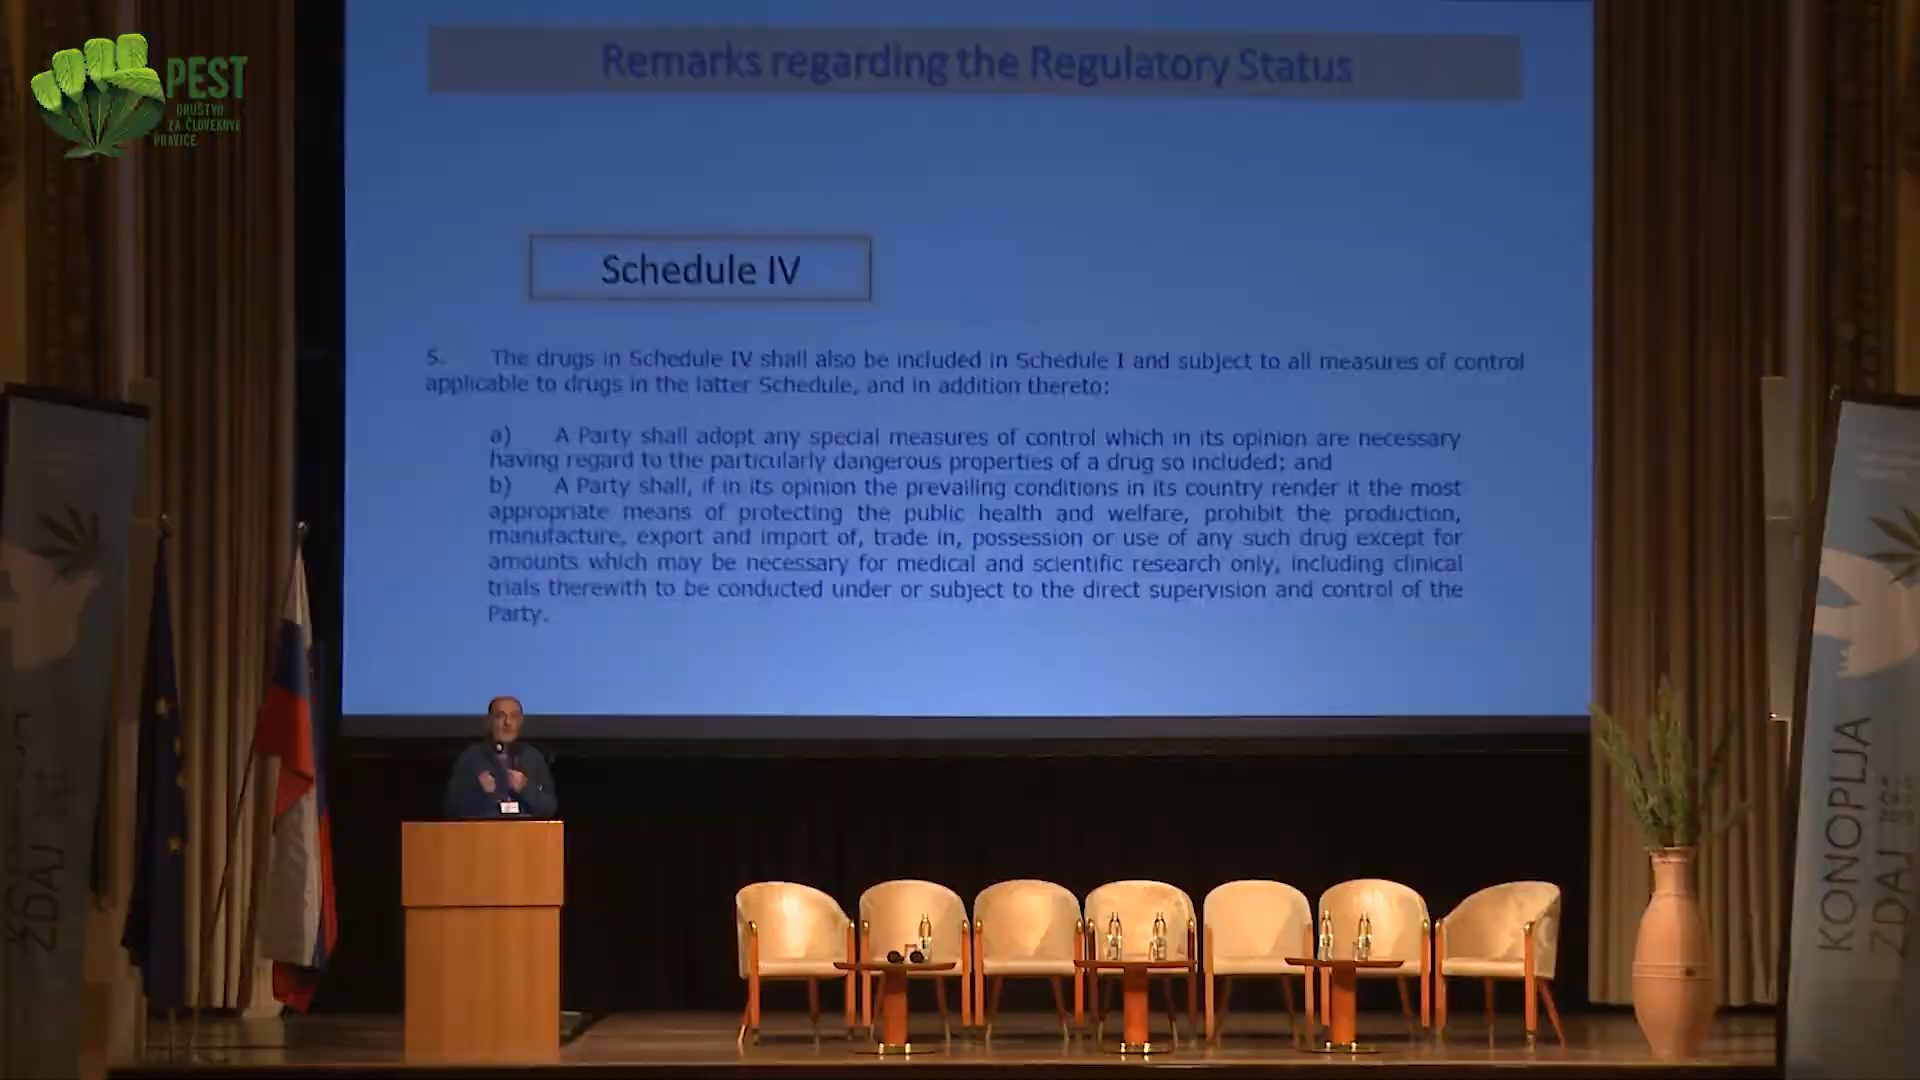 PEST
DRUŠTVO
ZA ČLOVEKOVE
PRAVICE
Remarks regarding the Regulatory Status
Schedule IV
5. The drugs in Schedule IV shall also be included in Schedule I and subject to all measures of control
applicable to drugs in the latter Schedule, and in addition thereto:
a) A Party shall adopt any special measures of control which in its opinion are necessary
having regard to the particularly dangerous properties of a drug so included; and
b) A Party shall, if in its opinion the prevailing conditions in its country render it the most
appropriate means of protecting the public health and welfare, prohibit the production,
manufacture, export and import of, trade in, possession or use of any such drug except for
amounts which may be necessary for medical and scientific research only, including clinical
trials therewith to be conducted under or subject to the direct supervision and control of the
Party.
ZDAJ
KONOPLJA
ZDAJ